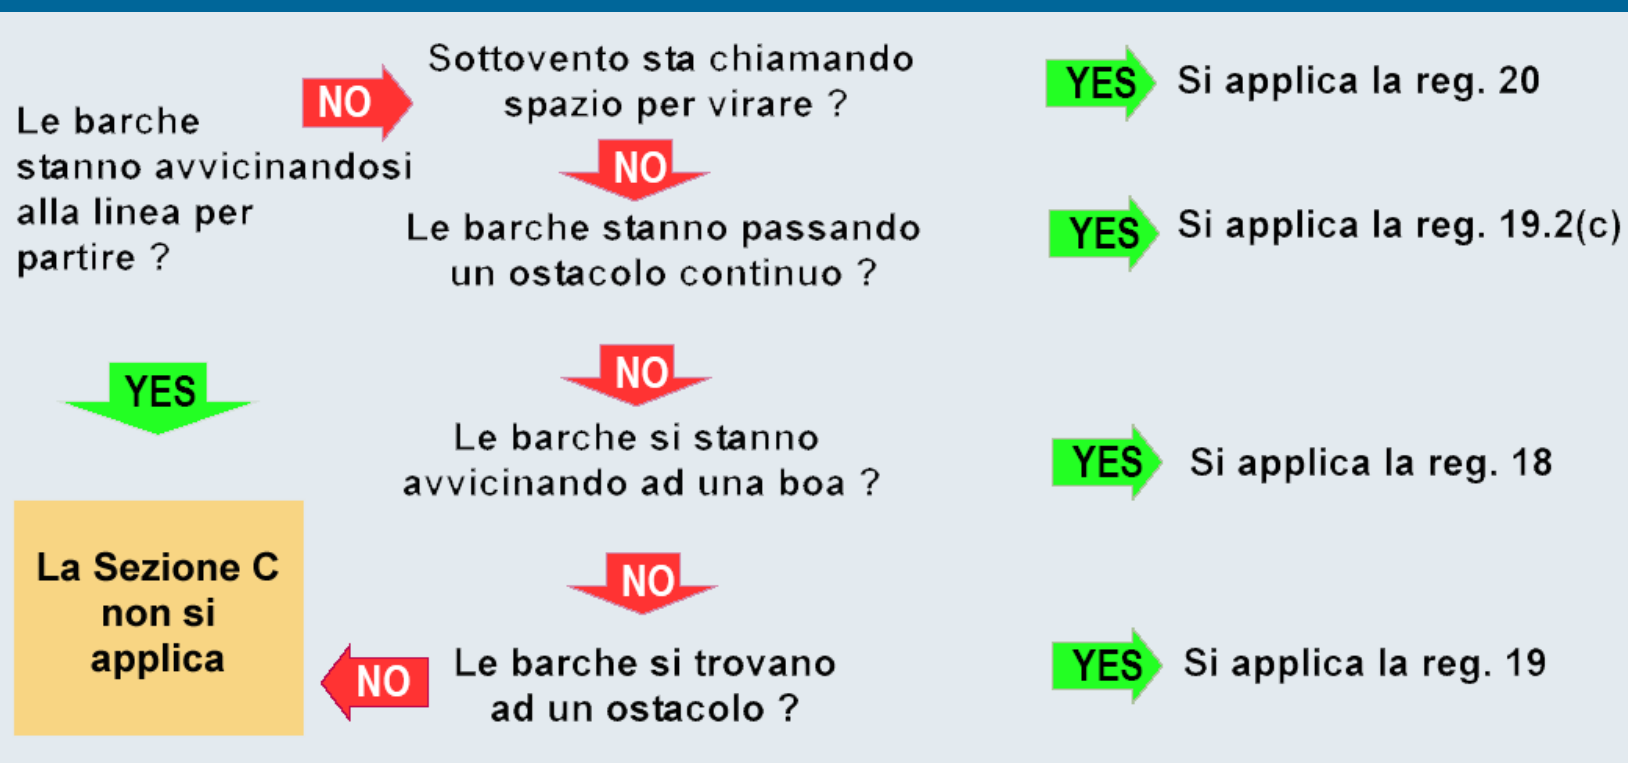 Le barche
stanno avvicinandosi
alla linea per
partire ?
NO
Sottovento sta chiamando
spazio per virare ?
YES
Si applica la reg. 20
NO
Le barche stanno passando
un ostacolo continuo ?
YES
Si applica la reg. 19.2(c)
YES
NO
Le barche si stanno
avvicinando ad una boa ?
YES
Si applica la reg. 18
NO
Le barche si trovano
ad un ostacolo ?
YES
Si applica la reg. 19
NO
La Sezione C
non si
applica